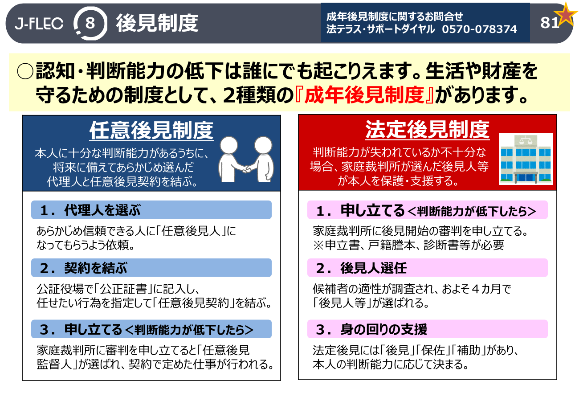 J-FLEC 8 後見制度
成年後見制度に関するお問合せ
法テラス・サポートダイヤル 0570-078374
81
○認知・判断能力の低下は誰にでも起こりえます。生活や財産を
守るための制度として、2種類の『成年後見制度』があります。
任意後見制度
本人に十分な判断能力があるうちに、
将来に備えてあらかじめ選んだ
代理人と任意後見契約を結ぶ。
１．代理人を選ぶ
あらかじめ信頼できる人に「任意後見人」に
なってもらうよう依頼。
２．契約を結ぶ
公証役場で「公正証書」に記入し、
任せたい行為を指定して「任意後見契約」を結ぶ。
３．申し立てる＜判断能力が低下したら＞
家庭裁判所に審判を申し立てると「任意後見
監督人」が選ばれ、契約で定めた仕事が行われる。
法定後見制度
判断能力が失われているか不十分な
場合、家庭裁判所が選んだ後見人等
が本人を保護・支援する。
１．申し立てる＜判断能力が低下したら＞
家庭裁判所に後見開始の審判を申し立てる。
※申立書、戸籍謄本、診断書等が必要
２．後見人選任
候補者の適性が調査され、およそ４カ月で
「後見人等」が選ばれる。
３．身の回りの支援
法定後見には「後見」「保佐」「補助」があり、
本人の判断能力に応じて決まる。